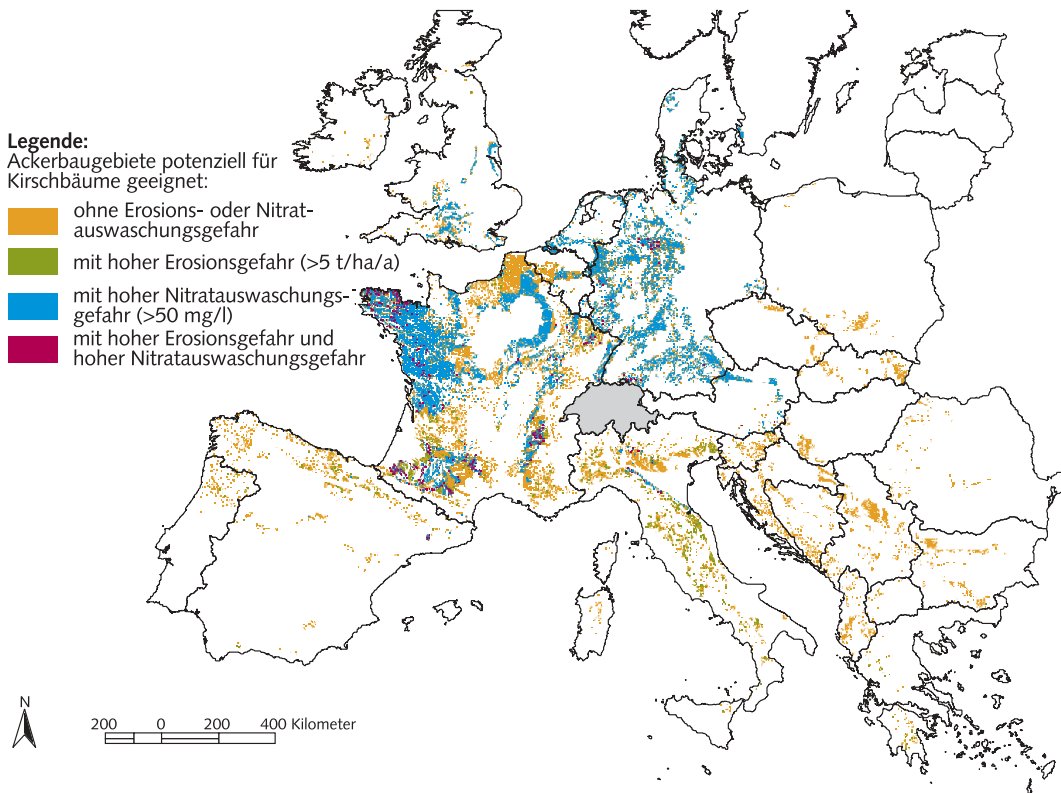 Legende:
Ackerbaugebiete potenziell für
Kirschbäume geeignet:
ohne Erosions- oder Nitrat-
auswaschungsgefahr
mit hoher Erosionsgefahr (>5 t/ha/a)
mit hoher Nitratauswaschungs-
gefahr (>50 mg/l)
mit hoher Erosionsgefahr und
hoher Nitratauswaschungsgefahr
N
200 0 200 400 Kilometer